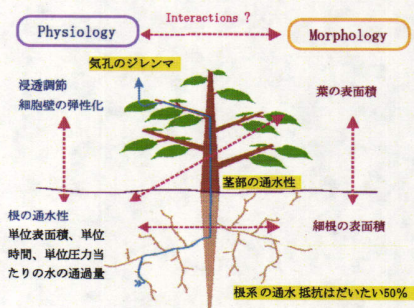 Interactions ?
Physiology
Morphology
気孔のジレンマ
浸透調節
細胞壁の弾性化
葉の表面積
茎部の通水性
根の通水性
単位表面積、単位
時間、単位圧力当
たりの水の通過量
細根の表面積
根系の通水抵抗はだいたい50%